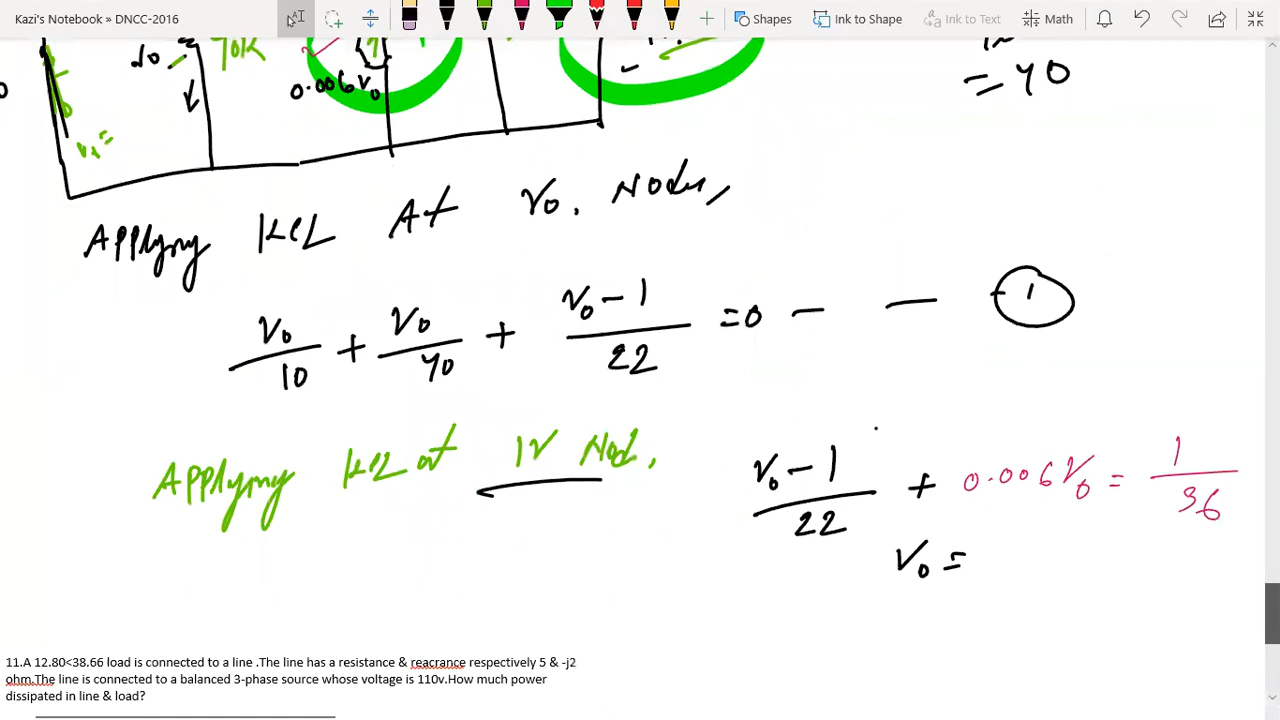 Kazi's Notebook » DNCC-2016
Shapes
Ink to Shape
Ink to Text
Math
40K
0.006V0
= 40
Applying KCL At V0. Node,
V0/10 + V0/40 + V0-1/22 = 0 - - 1
Applying KCL at 1V Nod,
V0-1/22 + 0.006V0 = 1/36
V0 =
11.A 12.80<38.66 load is connected to a line .The line has a resistance & reacrance respectively 5 & -j2
ohm.The line is connected to a balanced 3-phase source whose voltage is 110v.How much power
dissipated in line & load?